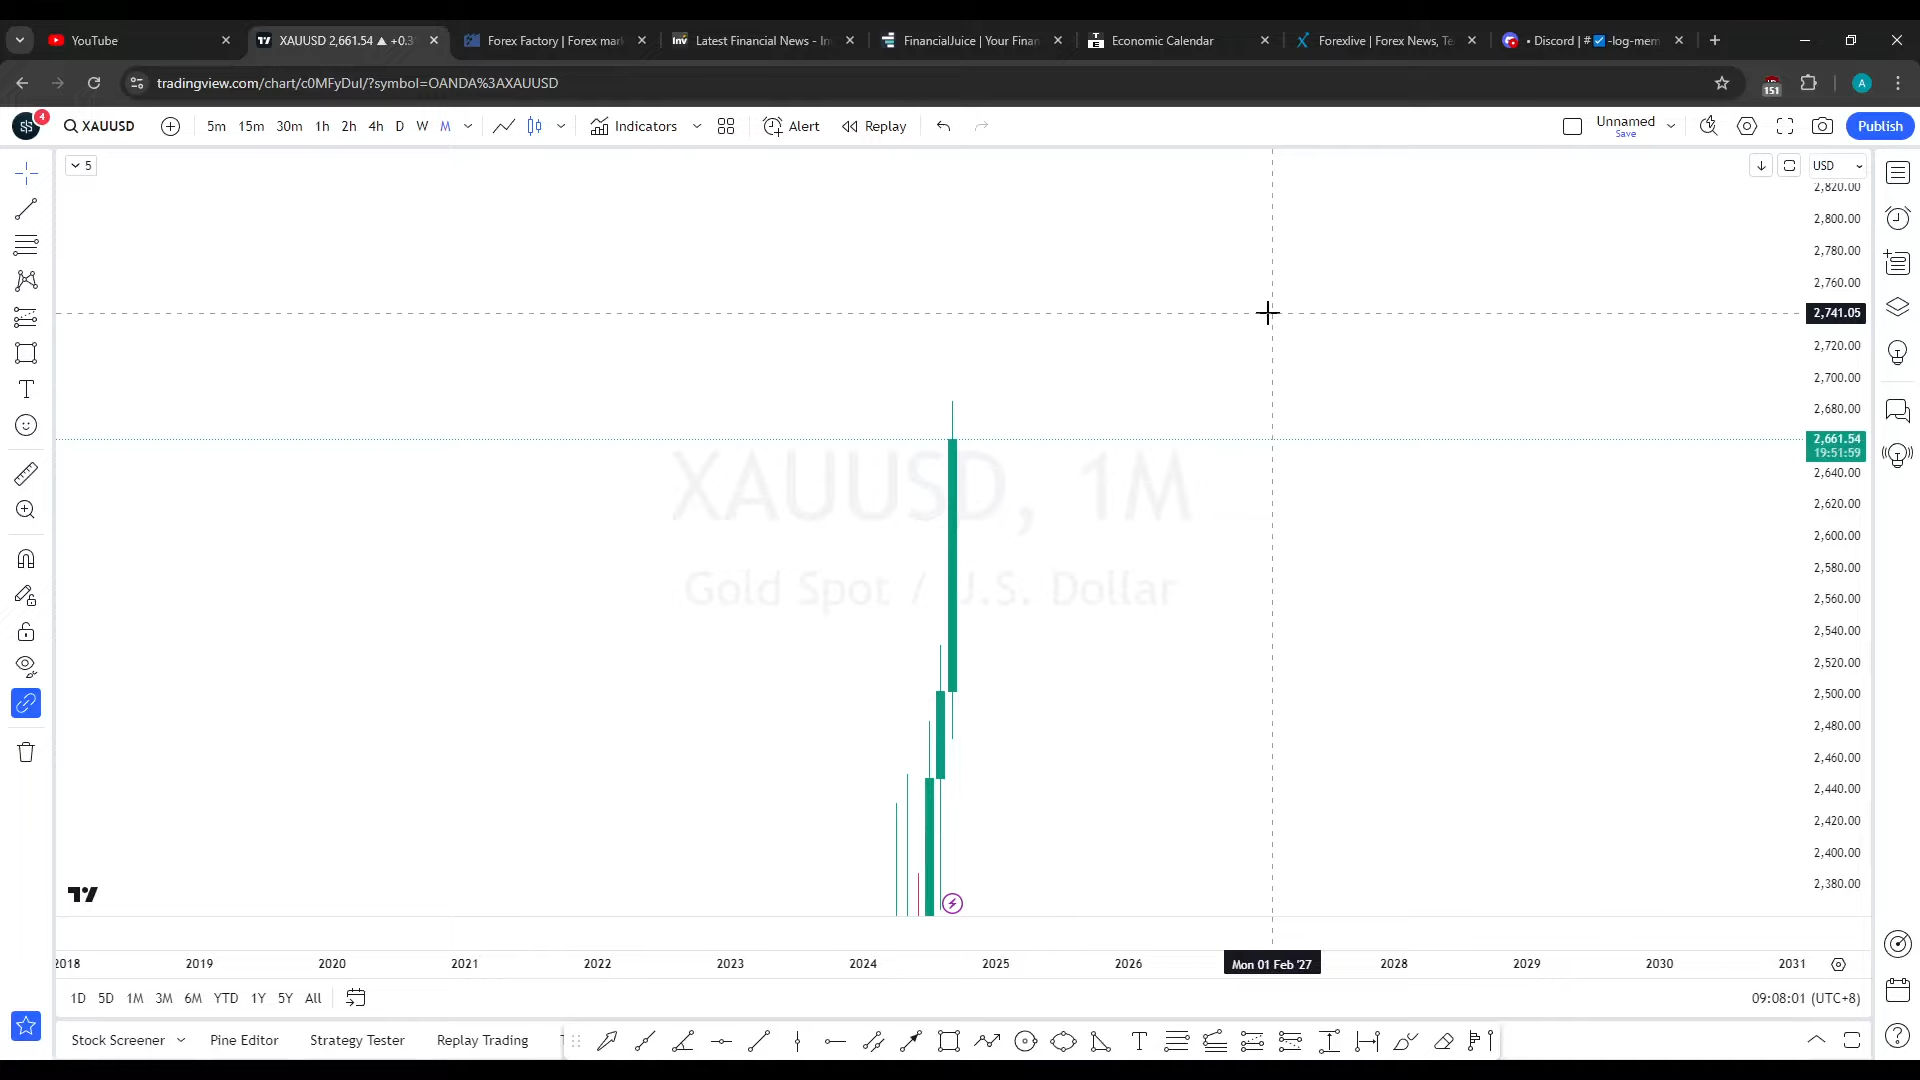 YouTube
XAUUSD 2,661.54 ▲ +0.3
Forex Factory | Forex mar
Inv
Latest Financial News - In
FinancialJuice | Your Finan
Economic Calendar
Forexlive | Forex News, Te
• Discord | #✅-log-mem
tradingview.com/chart/c0MFyDuI/?symbol=OANDA%3AXAUUSD
151
A
4
XAUUSD
5m 15m 30m 1h 2h 4h D W M
Indicators
Alert
Replay
Unnamed
Save
Publish
5
USD
2,820.00
2,800.00
2,780.00
2,760.00
2,741.05
2,720.00
2,700.00
2,680.00
2,661.54
19:51:59
2,640.00
2,620.00
2,600.00
2,580.00
2,560.00
2,540.00
2,520.00
2,500.00
2,480.00
2,460.00
2,440.00
2,420.00
2,400.00
2,380.00
XAUUSD, 1M
Gold Spot / U.S. Dollar
2018 2019 2020 2021 2022 2023 2024 2025 2026 Mon 01 Feb '27 2028 2029 2030 2031
1D 5D 1M 3M 6M YTD 1Y 5Y All
09:08:01 (UTC+8)
Stock Screener
Pine Editor
Strategy Tester
Replay Trading